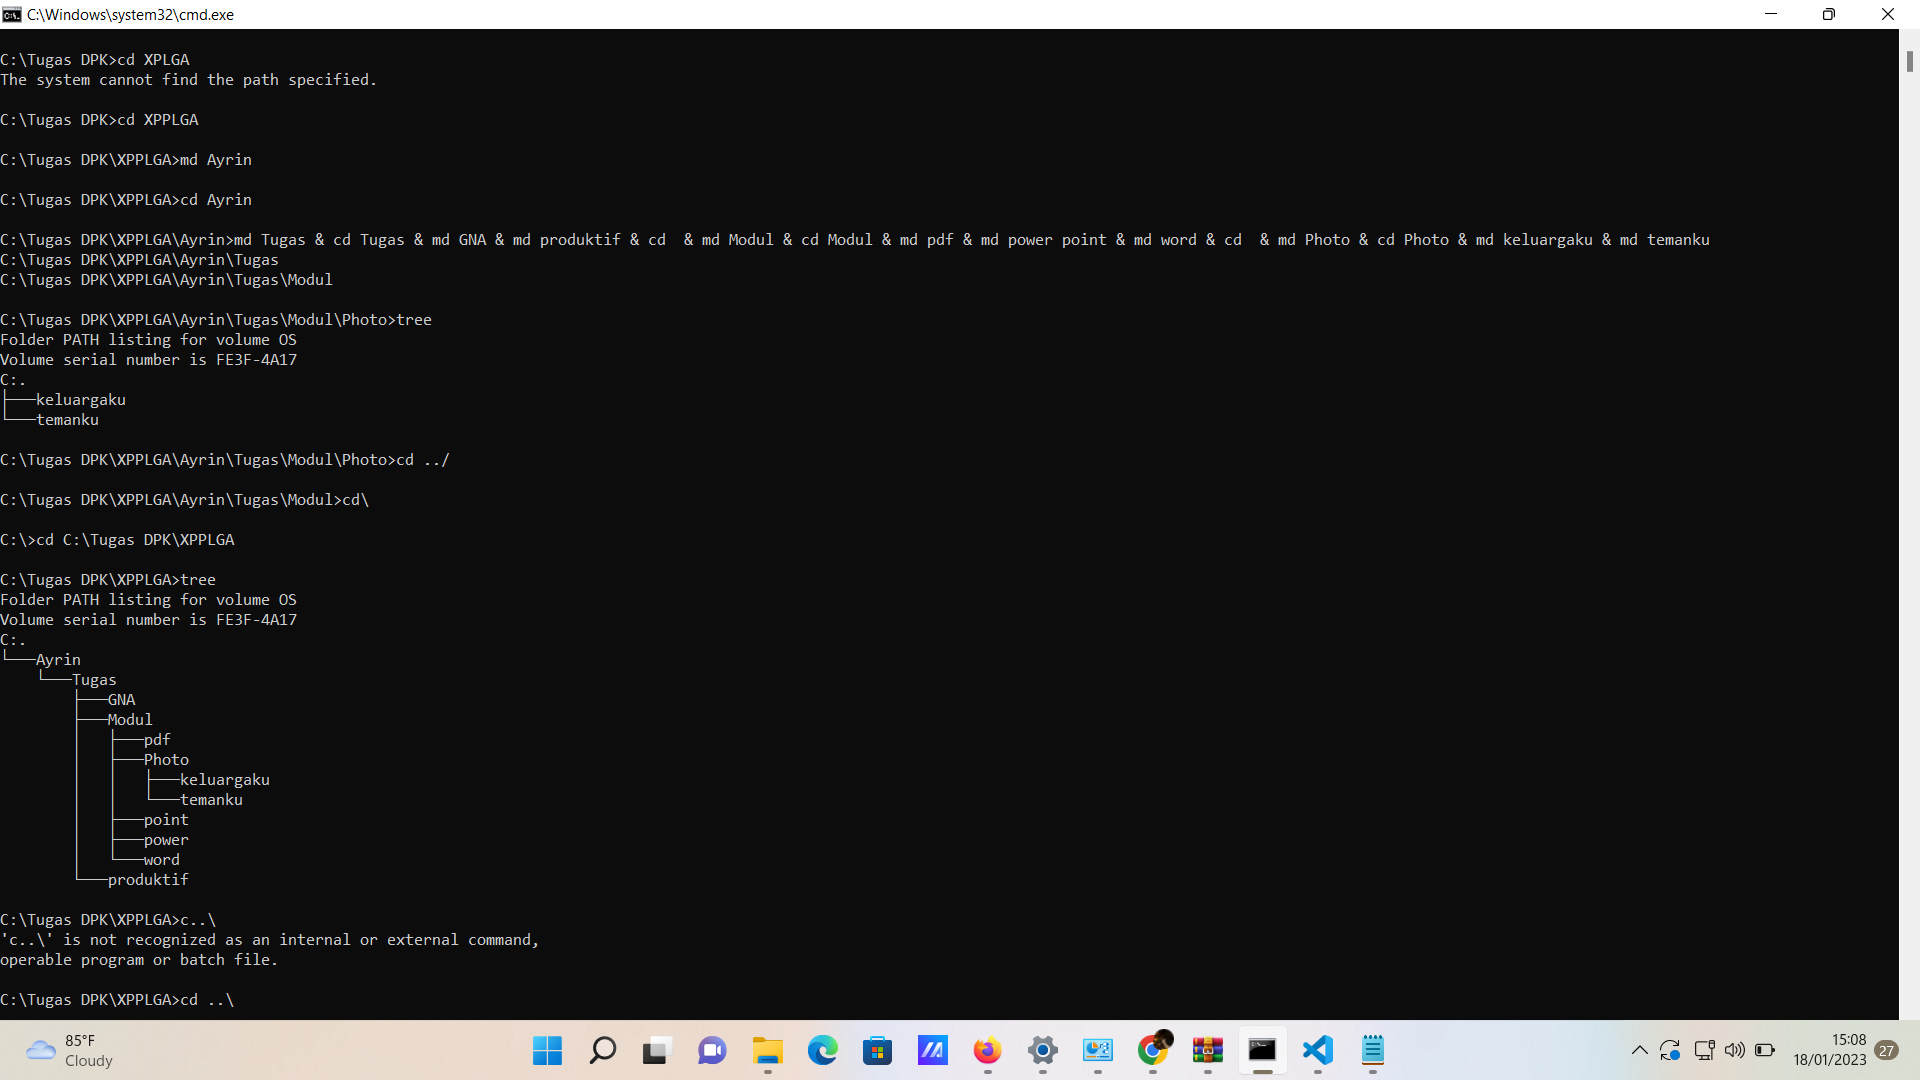 C:\Windows\system32\cmd.exe
C:\Tugas DPK>cd XPLGA
The system cannot find the path specified.
C:\Tugas DPK>cd XPPLGA
C:\Tugas DPK\XPPLGA>md Ayrin
C:\Tugas DPK\XPPLGA>cd Ayrin
C:\Tugas DPK\XPPLGA\Ayrin>md Tugas & cd Tugas & md GNA & md produktif & cd  & md Modul & cd Modul & md pdf & md power point & md word & cd  & md Photo & cd Photo & md keluargaku & md temanku
C:\Tugas DPK\XPPLGA\Ayrin\Tugas
C:\Tugas DPK\XPPLGA\Ayrin\Tugas\Modul
C:\Tugas DPK\XPPLGA\Ayrin\Tugas\Modul\Photo>tree
Folder PATH listing for volume OS
Volume serial number is FE3F-4A17
C:.
├───keluargaku
└───temanku
C:\Tugas DPK\XPPLGA\Ayrin\Tugas\Modul\Photo>cd ../
C:\Tugas DPK\XPPLGA\Ayrin\Tugas\Modul>cd\
C:\>cd C:\Tugas DPK\XPPLGA
C:\Tugas DPK\XPPLGA>tree
Folder PATH listing for volume OS
Volume serial number is FE3F-4A17
C:.
└───Ayrin
    └───Tugas
        ├───GNA
        ├───Modul
        │   ├───pdf
        │   ├───Photo
        │   │   ├───keluargaku
        │   │   └───temanku
        │   ├───point
        │   ├───power
        │   └───word
        └───produktif
C:\Tugas DPK\XPPLGA>c..\
'c..\' is not recognized as an internal or external command,
operable program or batch file.
C:\Tugas DPK\XPPLGA>cd ..\
85°F
Cloudy
15:08
18/01/2023
27